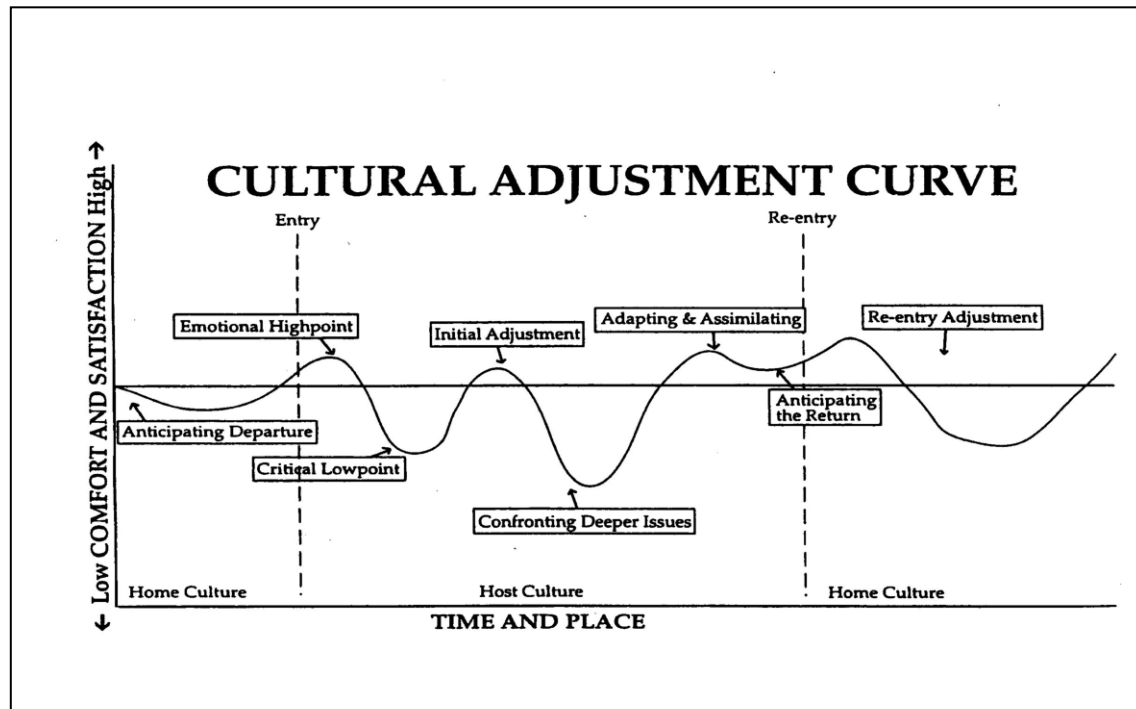 CULTURAL ADJUSTMENT CURVE
← Low COMFORT AND SATISFACTION High →
Entry
Re-entry
Emotional Highpoint
Initial Adjustment
Adapting & Assimilating
Re-entry Adjustment
Anticipating Departure
Anticipating
the Return
Critical Lowpoint
Confronting Deeper Issues
Home Culture
Host Culture
Home Culture
TIME AND PLACE